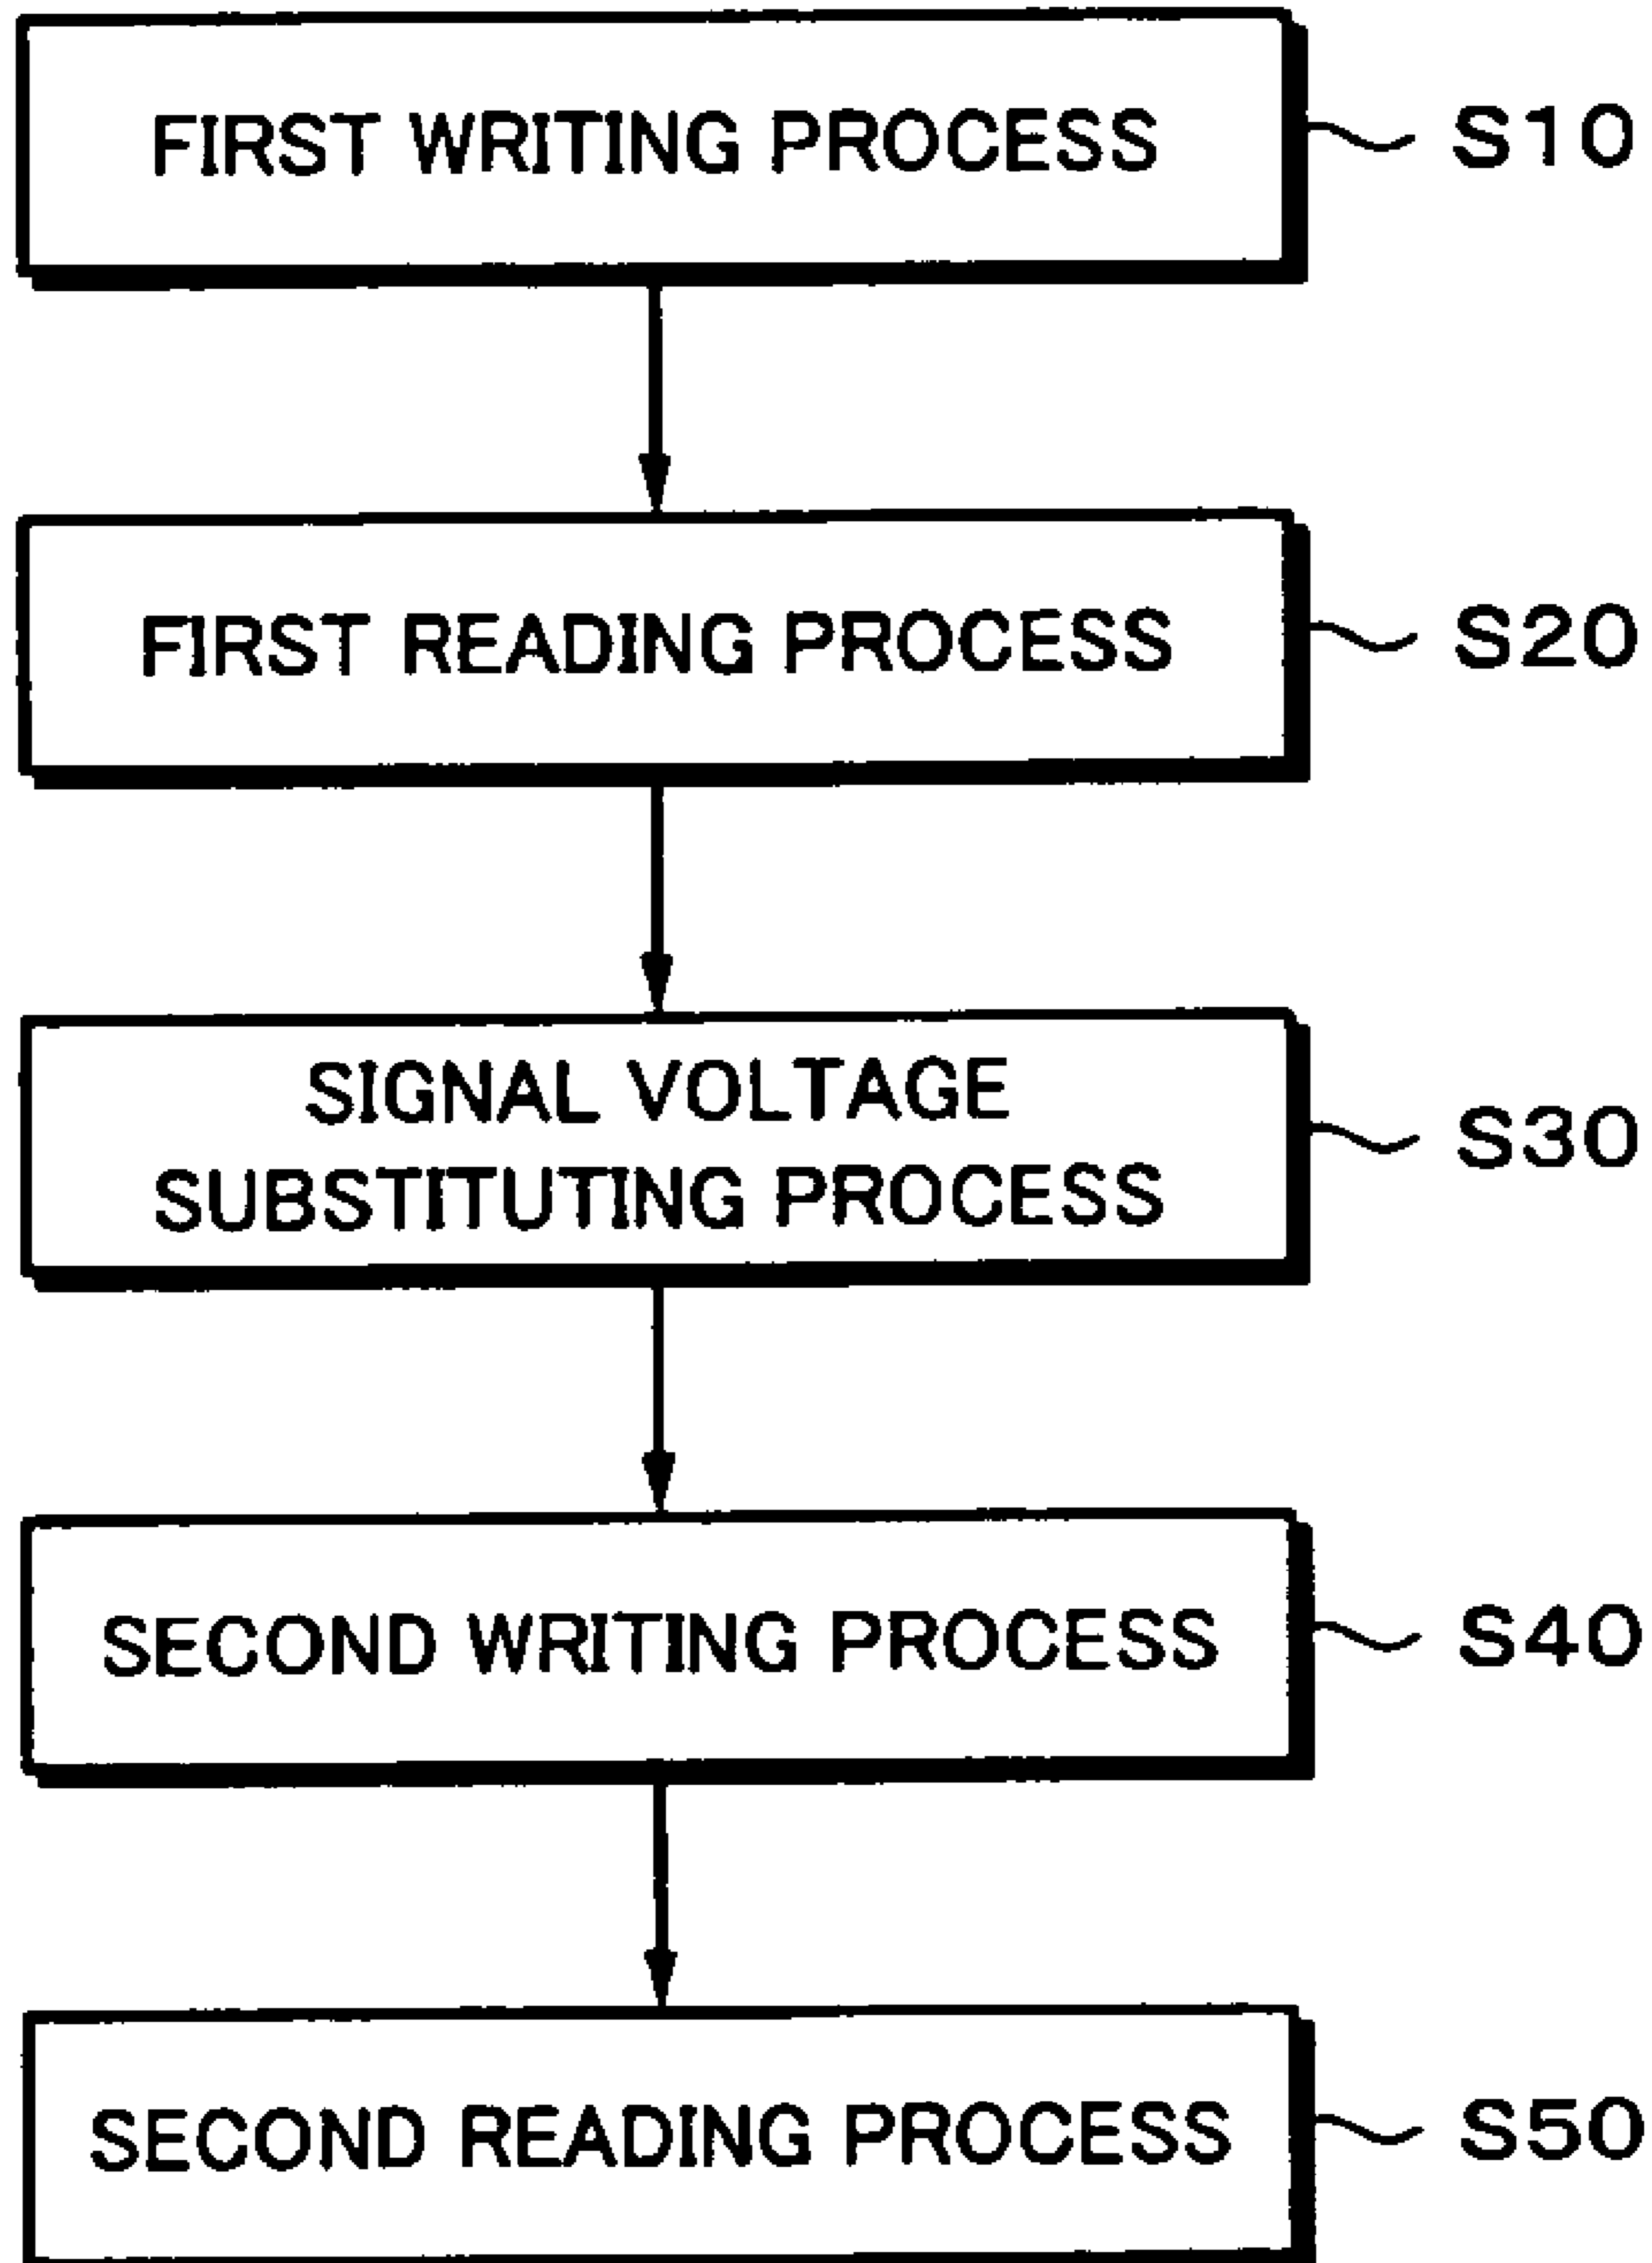 FIRST WRITING PROCESS S10
FIRST READING PROCESS S20
SIGNAL VOLTAGE
SUBSTITUTING PROCESS S30
SECOND WRITING PROCESS S40
SECOND READING PROCESS S50